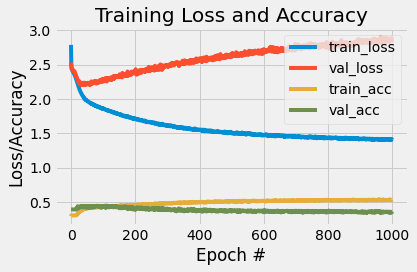 Training Loss and Accuracy
Loss/Accuracy
3.0
2.5
2.0
1.5
1.0
0.5
0
200
400
600
800
1000
Epoch #
train_loss
val_loss
train_acc
val_acc